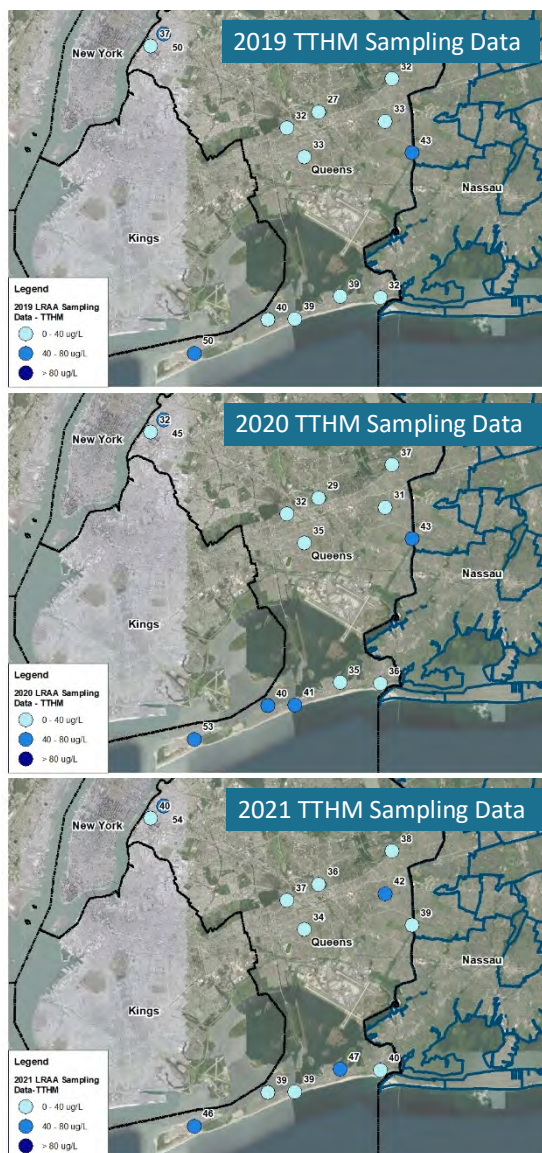 2019 TTHM Sampling Data
37
50
New York
32
27
32
33
33
43
Queens
Nassau
Kings
39
32
40
39
50
Legend
2019 LRAA Sampling
Data - TTHM
0 - 40 ug/L
40 - 80 ug/L
> 80 ug/L
2020 TTHM Sampling Data
32
45
New York
37
29
32
31
35
43
Queens
Nassau
Kings
35
36
40
41
53
Legend
2020 LRAA Sampling
Data - TTHM
0 - 40 ug/L
40 - 80 ug/L
> 80 ug/L
2021 TTHM Sampling Data
40
54
New York
38
36
37
42
34
39
Queens
Nassau
Kings
47
40
39
39
46
Legend
2021 LRAA Sampling
Data-TTHM
0 - 40 ug/L
40 - 80 ug/L
> 80 ug/L